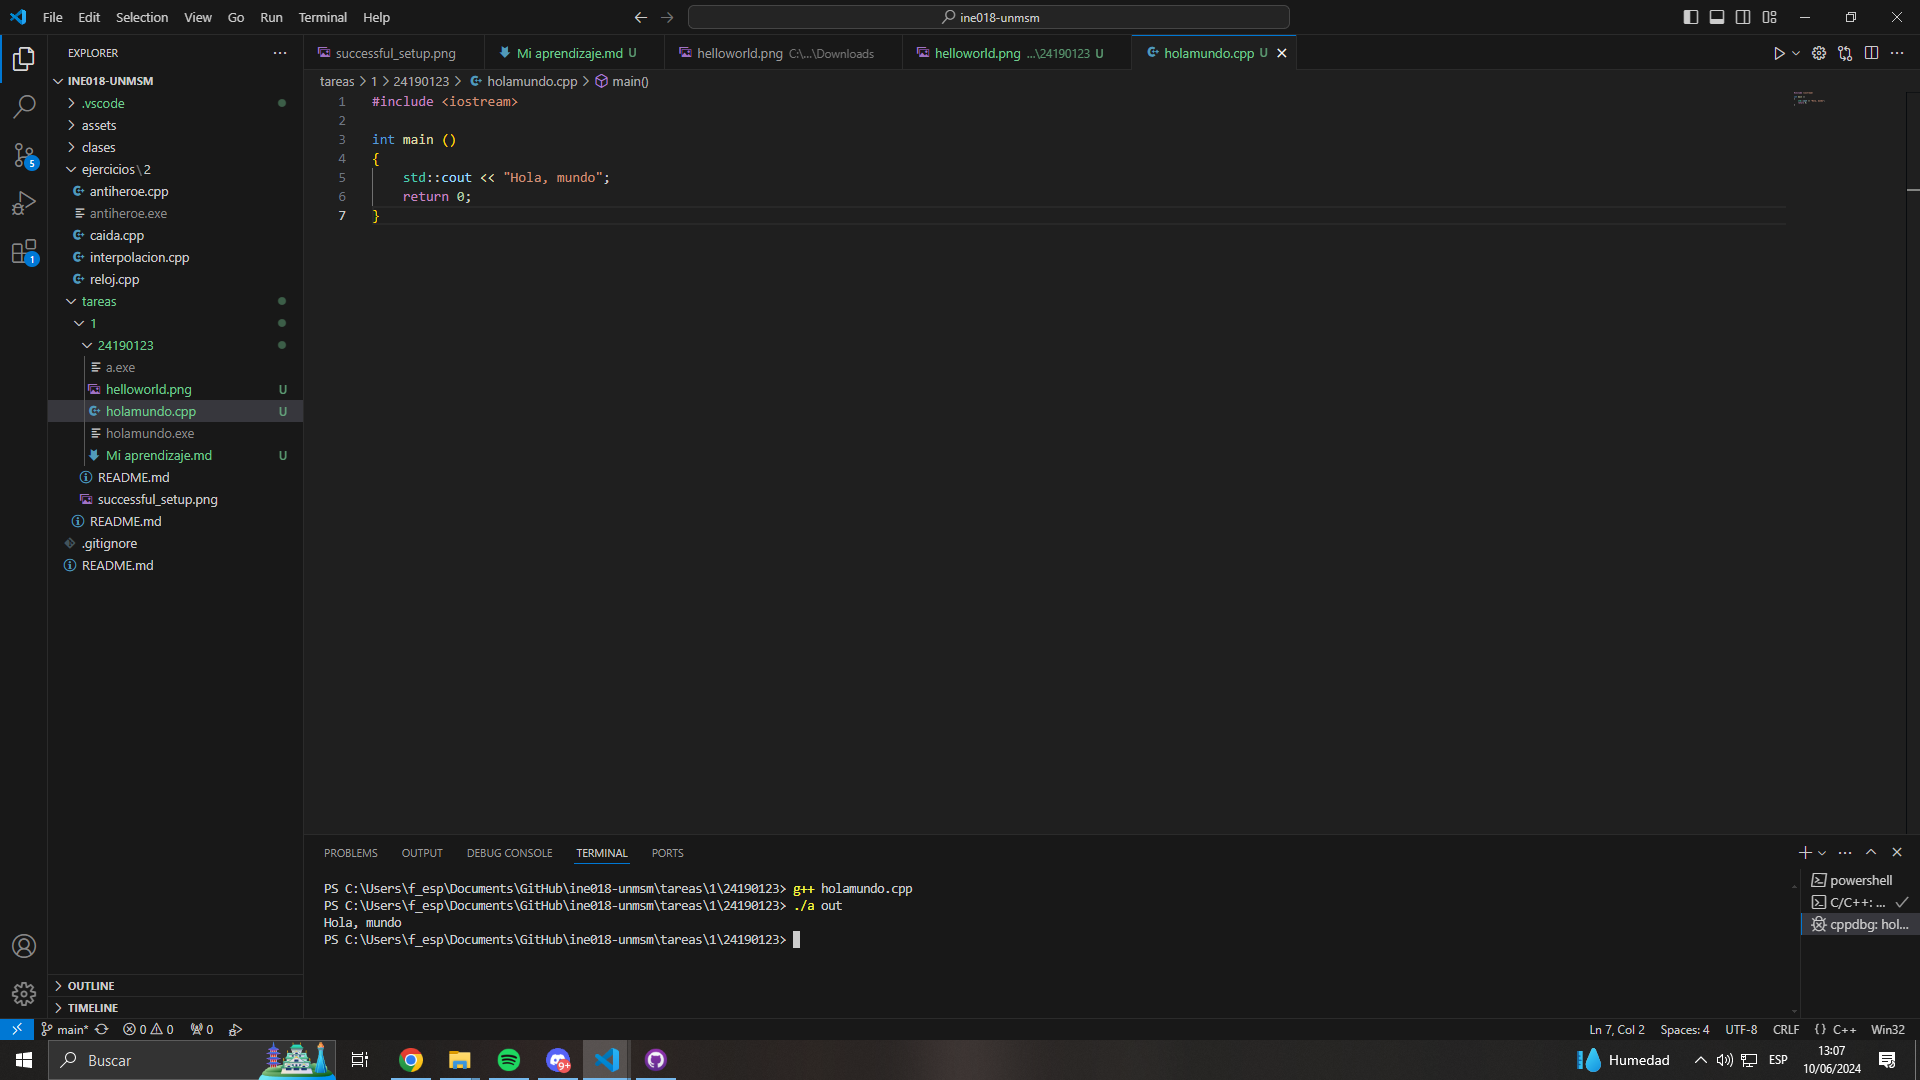 File Edit Selection View Go Run Terminal Help
ine018-unmsm
EXPLORER
INE018-UNMSM
.vscode
assets
clases
ejercicios\2
antiheroe.cpp
antiheroe.exe
caida.cpp
interpolacion.cpp
reloj.cpp
tareas
1
24190123
a.exe
helloworld.png U
holamundo.cpp U
holamundo.exe
Mi aprendizaje.md U
README.md
successful_setup.png
README.md
.gitignore
README.md
OUTLINE
TIMELINE
5
1
successful_setup.png Mi aprendizaje.md U helloworld.png C:\...\Downloads helloworld.png ...\24190123 U holamundo.cpp U
tareas > 1 > 24190123 > holamundo.cpp > main()
1 #include <iostream>
2
3 int main ()
4 {
5 std::cout << "Hola, mundo";
6 return 0;
7 }
PROBLEMS OUTPUT DEBUG CONSOLE TERMINAL PORTS
PS C:\Users\f_esp\Documents\GitHub\ine018-unmsm\tareas\1\24190123> g++ holamundo.cpp
PS C:\Users\f_esp\Documents\GitHub\ine018-unmsm\tareas\1\24190123> ./a out
Hola, mundo
PS C:\Users\f_esp\Documents\GitHub\ine018-unmsm\tareas\1\24190123>
powershell
C/C++: ...
cppdbg: hol...
main* 0 0 0 Ln 7, Col 2 Spaces: 4 UTF-8 CRLF {} C++ Win32
Buscar 9+ Humedad ESP 13:07
10/06/2024